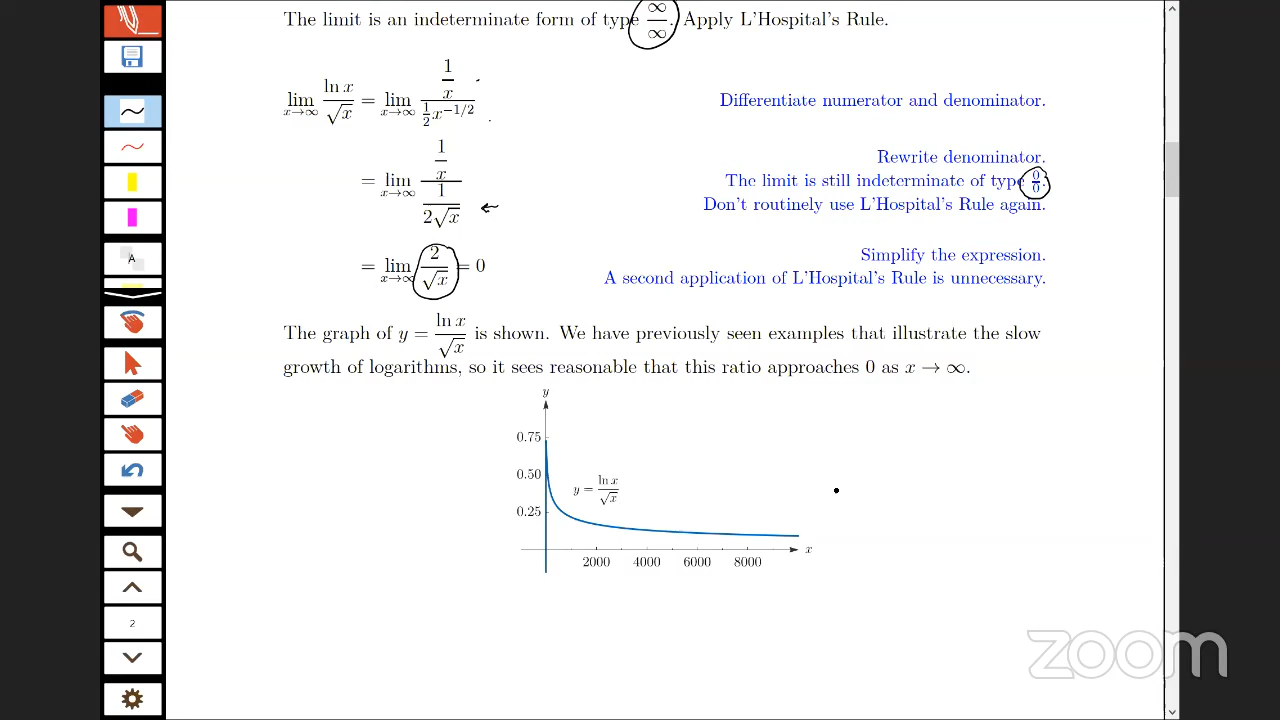 The limit is an indeterminate form of type ∞/∞. Apply L'Hospital's Rule.
lim x→∞ ln x/√x = lim x→∞ (1/x)/(½x^−1/2) Differentiate numerator and denominator.
= lim x→∞ (1/x)/(1/(2√x)) Rewrite denominator.
The limit is still indeterminate of type 0/0.
Don't routinely use L'Hospital's Rule again.
= lim x→∞ 2/√x = 0 Simplify the expression.
A second application of L'Hospital's Rule is unnecessary.
The graph of y = ln x/√x is shown. We have previously seen examples that illustrate the slow
growth of logarithms, so it sees reasonable that this ratio approaches 0 as x → ∞.
y
0.75
0.50
y = ln x/√x
0.25
x
2000 4000 6000 8000
A
2
zoom